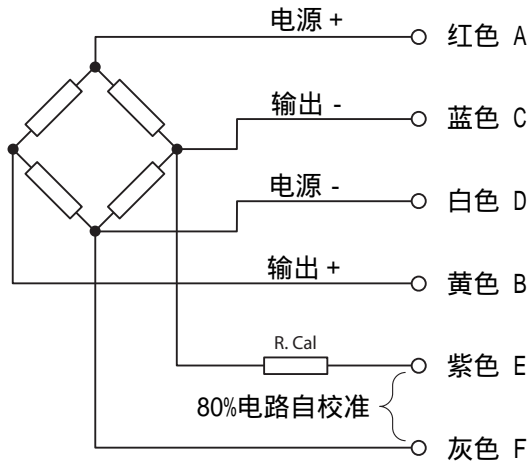 电源 + 红色 A
输出 - 蓝色 C
电源 - 白色 D
输出 + 黄色 B
R. Cal 紫色 E
80%电路自校准
灰色 F